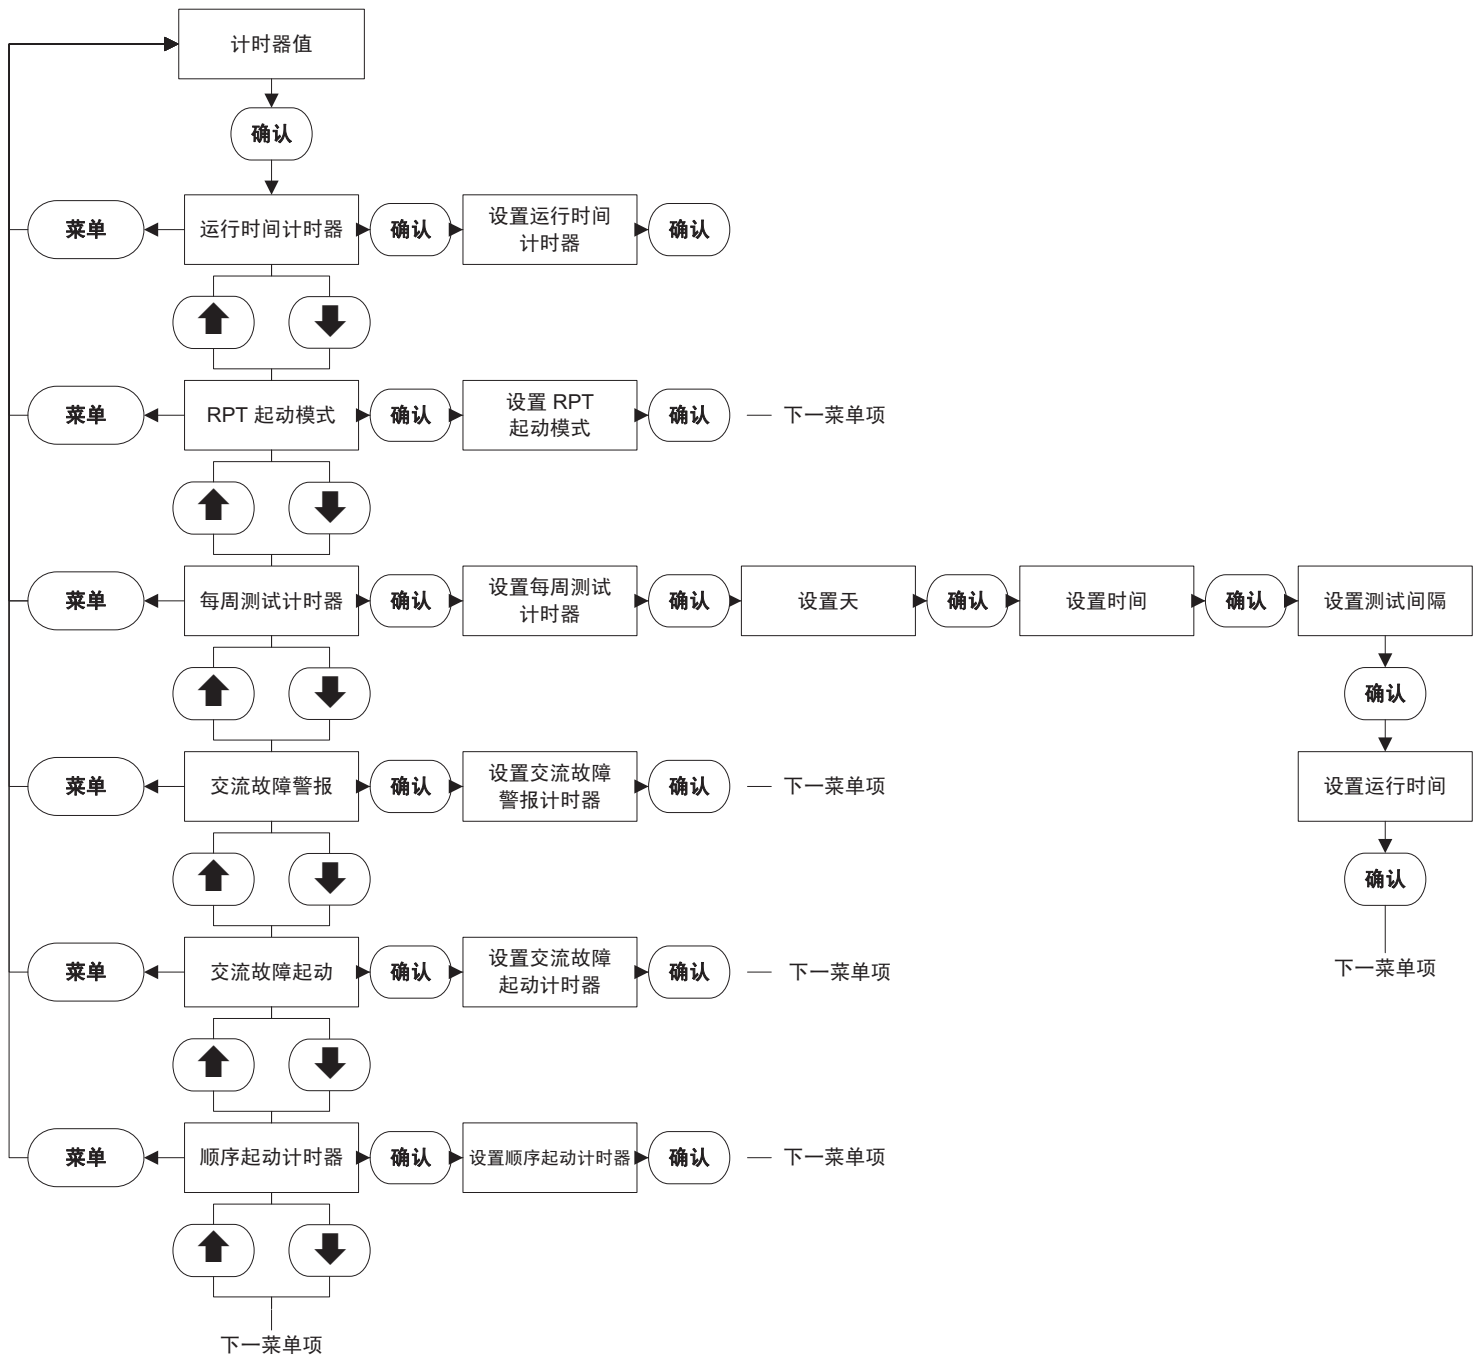 计时器值
确认
菜单
运行时间计时器
确认
设置运行时间
计时器
确认
菜单
RPT 起动模式
确认
设置 RPT
起动模式
确认
下一菜单项
菜单
每周测试计时器
确认
设置每周测试
计时器
确认
设置天
确认
设置时间
确认
设置测试间隔
确认
菜单
交流故障警报
确认
设置交流故障
警报计时器
确认
下一菜单项
设置运行时间
确认
菜单
交流故障起动
确认
设置交流故障
起动计时器
确认
下一菜单项
下一菜单项
菜单
顺序起动计时器
确认
设置顺序起动计时器
确认
下一菜单项
下一菜单项